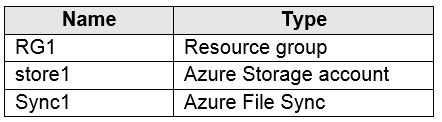 Name Type
RG1 Resource group
store1 Azure Storage account
Sync1 Azure File Sync